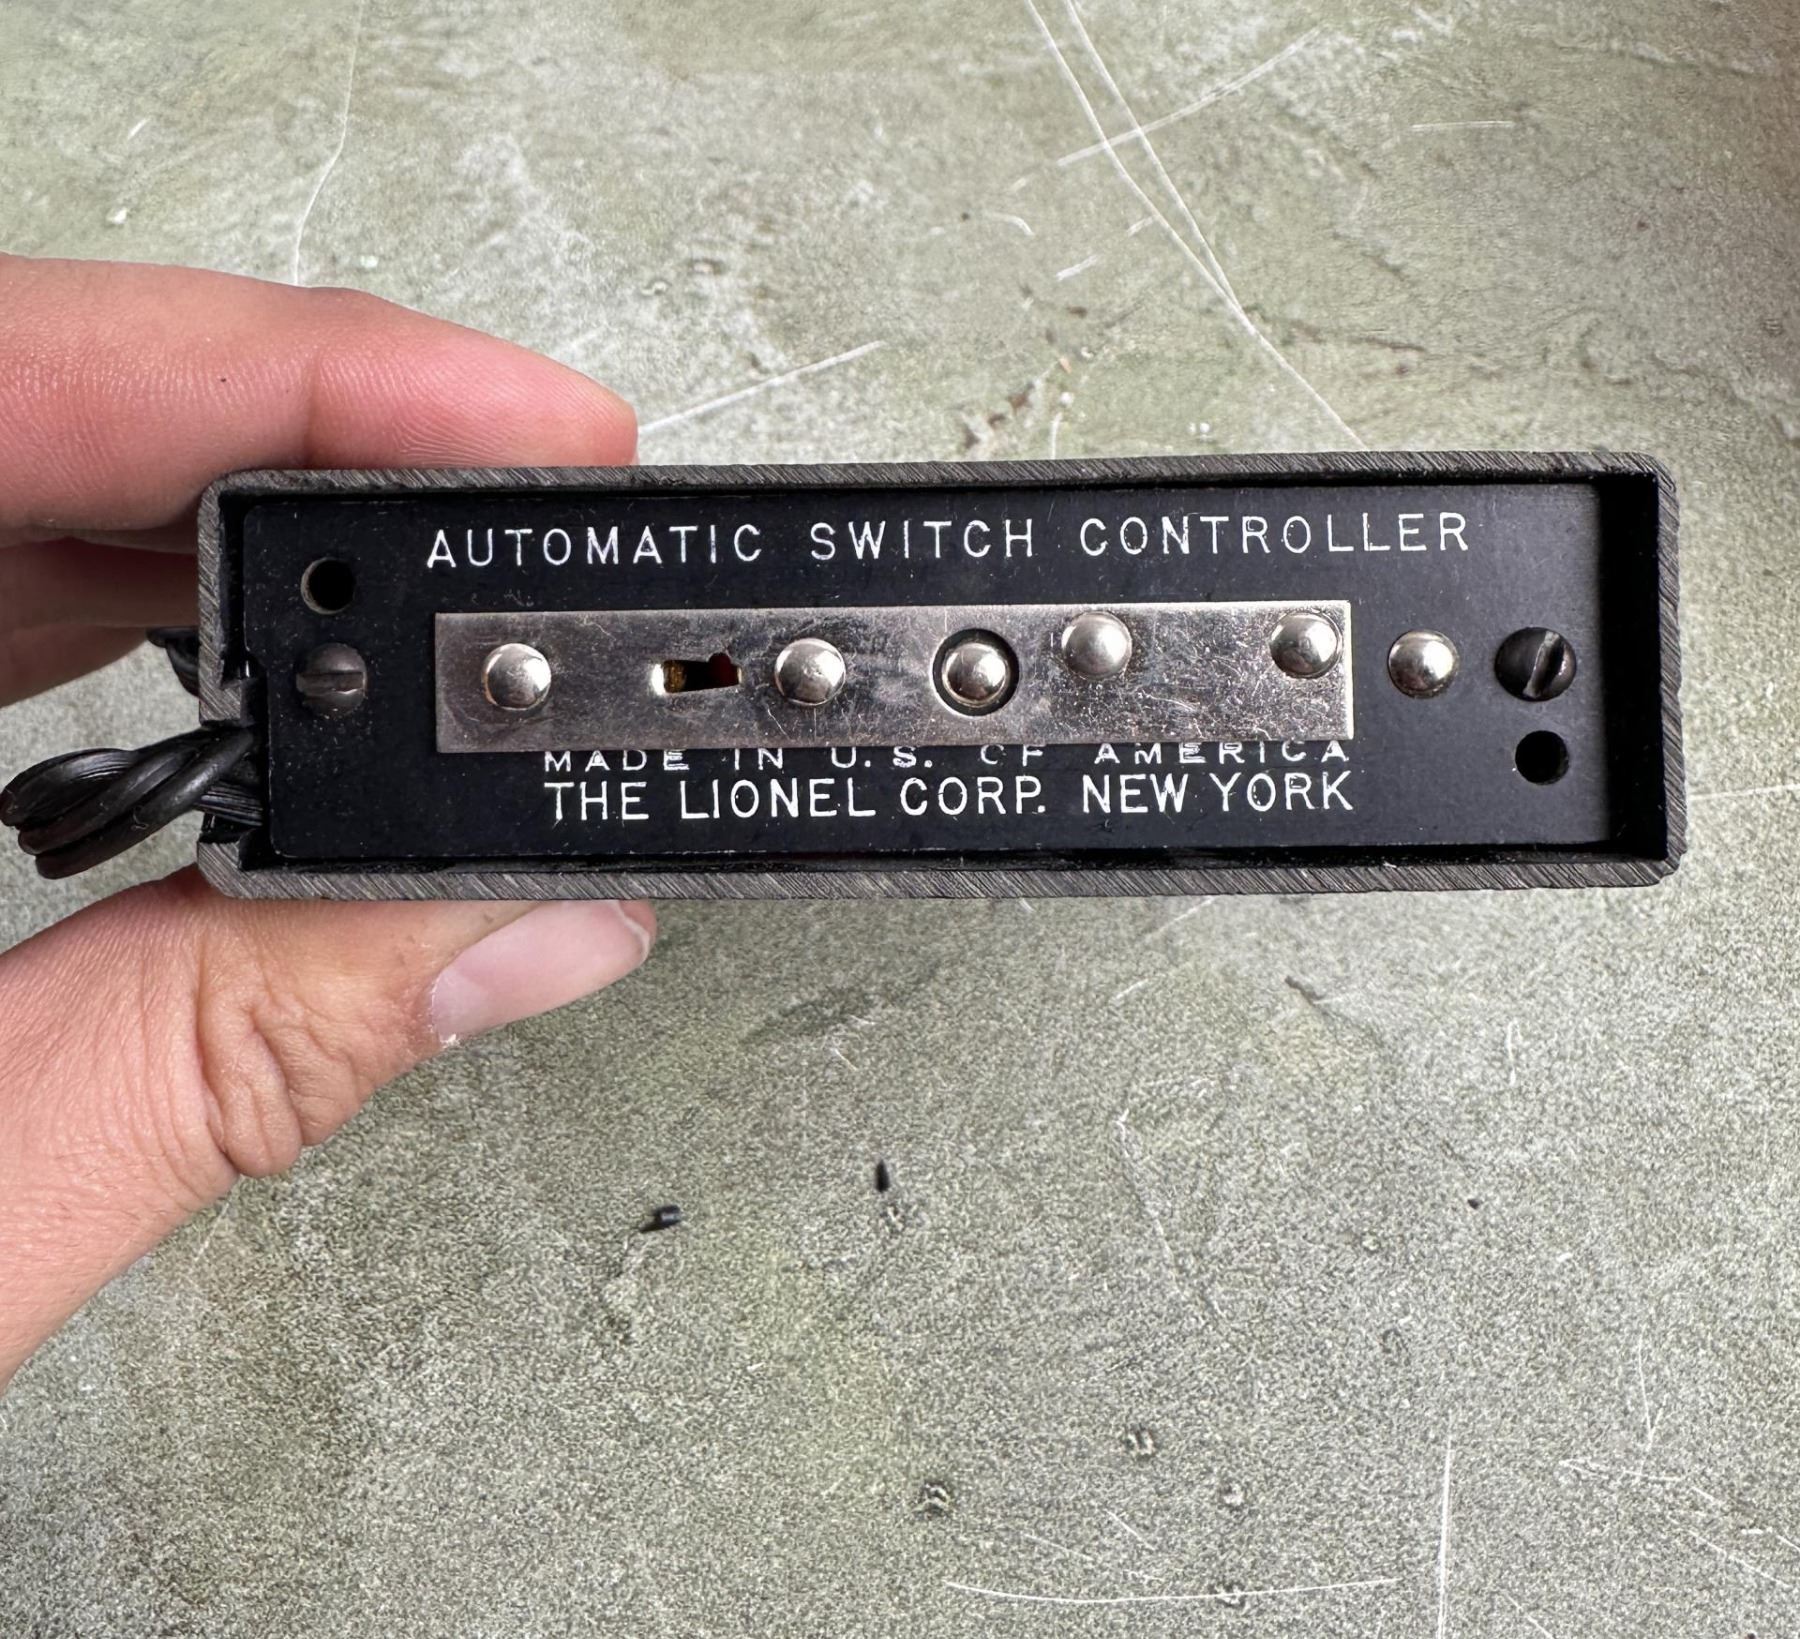 AUTOMATIC SWITCH CONTROLLER
MADE IN U.S. OF AMERICA
THE LIONEL CORP. NEW YORK